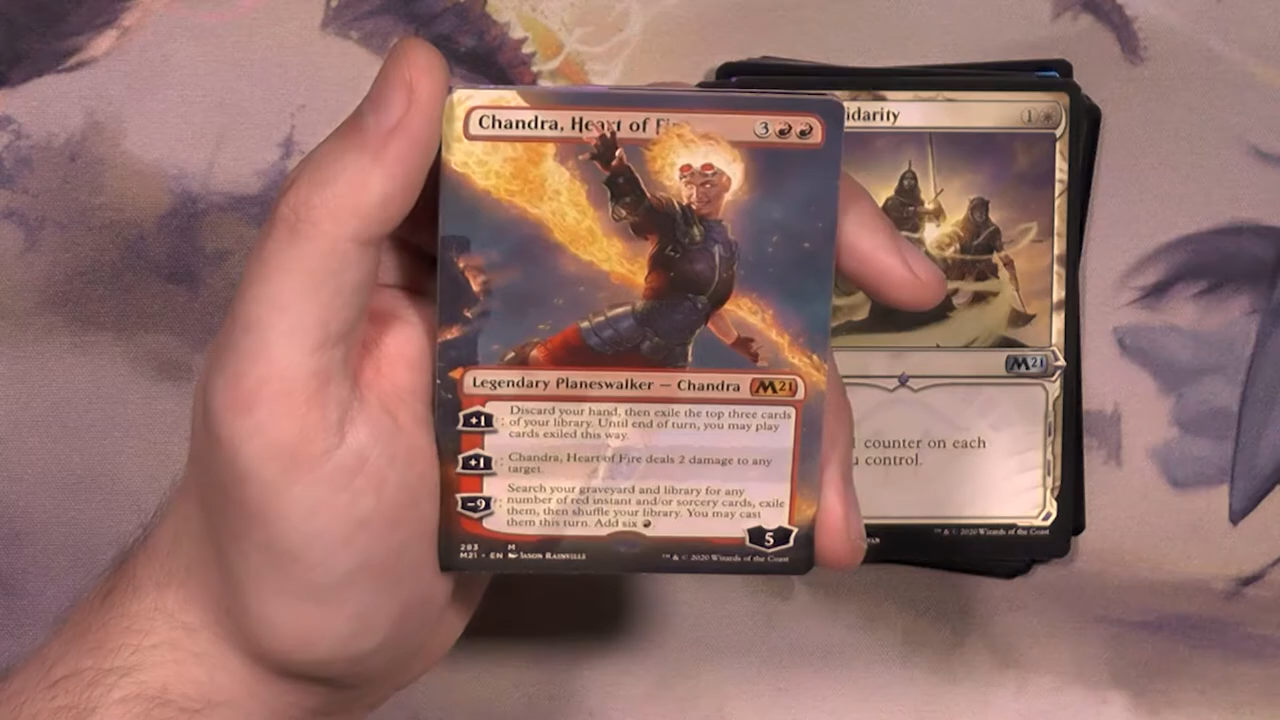 Chandra, Heart of Fi
3
Legendary Planeswalker — Chandra M21
+1 : Discard your hand, then exile the top three cards
of your library. Until end of turn, you may play
cards exiled this way.
+1 : Chandra, Heart of Fire deals 2 damage to any
target.
-9 : Search your graveyard and library for any
number of red instant and/or sorcery cards, exile
them, then shuffle your library. You may cast
them this turn. Add six .
5
283 M
M21 • EN Jason Rainville ™ & © 2020 Wizards of the Coast
idarity 1
M21
counter on each
control.
™ & © 2020 Wizards of the Coast